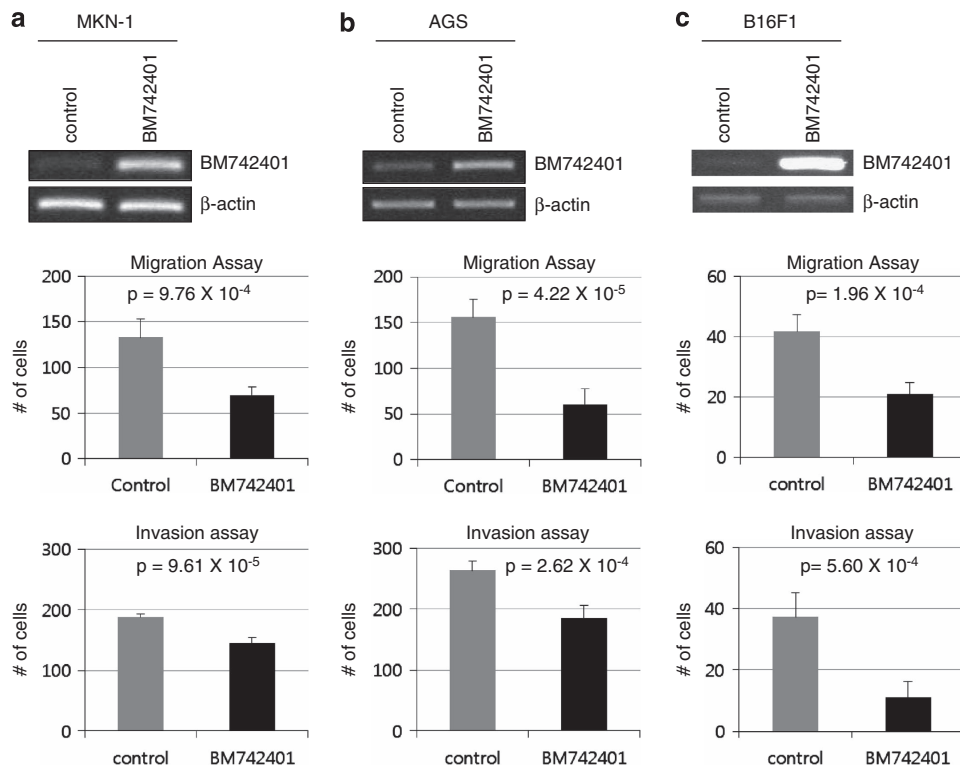 a
MKN-1
control
BM742401
BM742401
β-actin
Migration Assay
p = 9.76 X 10-4
# of cells
200
150
100
50
0
Control
BM742401
Invasion assay
p = 9.61 X 10-5
# of cells
300
200
100
0
control
BM742401
b
AGS
control
BM742401
BM742401
β-actin
Migration Assay
p = 4.22 X 10-5
# of cells
200
150
100
50
0
Control
BM742401
Invasion assay
p = 2.62 X 10-4
# of cells
300
200
100
0
control
BM742401
c
B16F1
control
BM742401
BM742401
β-actin
Migration Assay
p= 1.96 X 10-4
# of cells
60
40
20
0
control
BM742401
Invasion assay
p= 5.60 X 10-4
# of cells
60
40
20
0
control
BM742401